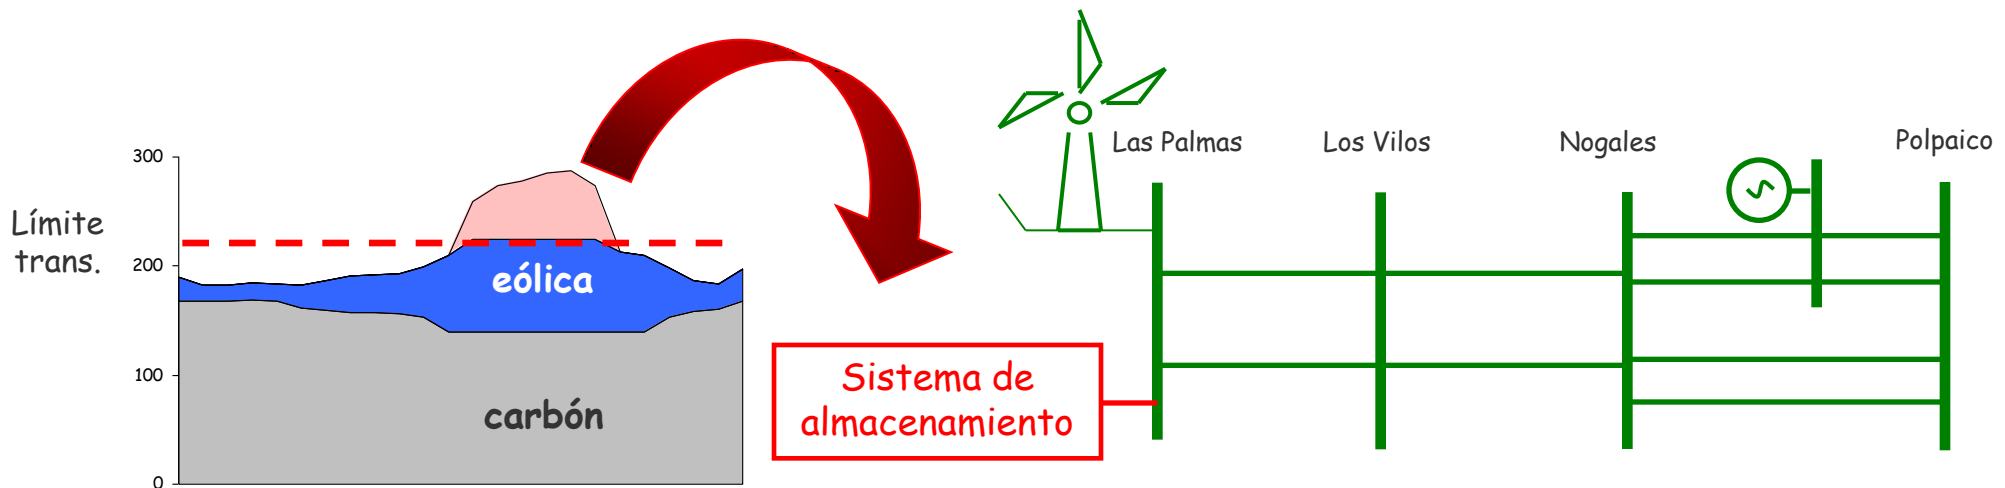 Límite
trans.
300
200
100
0
eólica
carbón
Sistema de
almacenamiento
Las Palmas
Los Vilos
Nogales
Polpaico